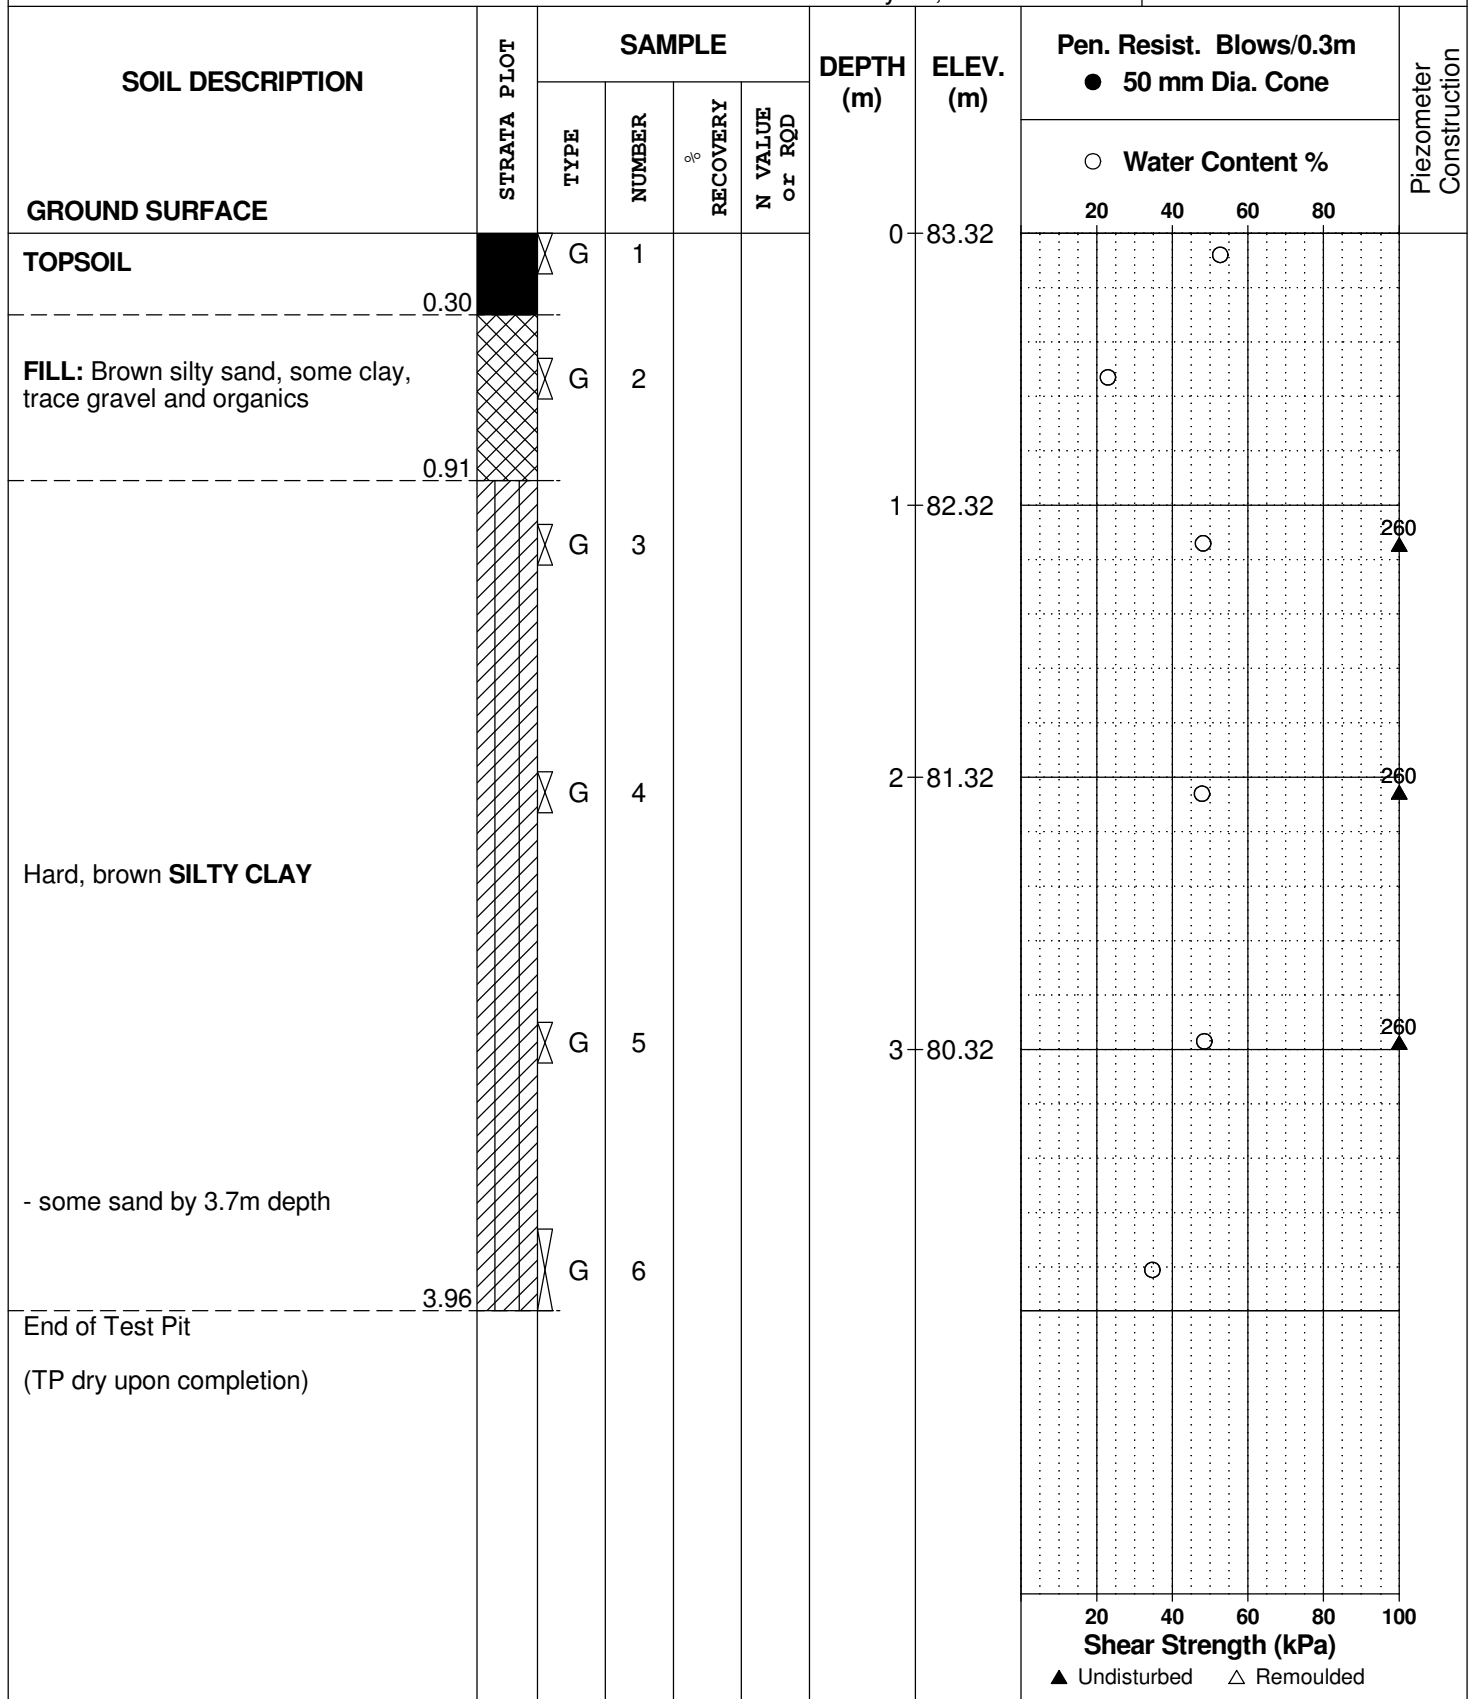 SOIL DESCRIPTION
GROUND SURFACE
STRATA PLOT
SAMPLE
TYPE
NUMBER
%
RECOVERY
N VALUE
or RQD
DEPTH
(m)
ELEV.
(m)
Pen. Resist. Blows/0.3m
● 50 mm Dia. Cone
○ Water Content %
20 40 60 80
Piezometer
Construction
0 83.32
TOPSOIL
G 1
0.30
FILL: Brown silty sand, some clay,
trace gravel and organics
G 2
0.91
1 82.32
G 3
260
2 81.32
260
G 4
Hard, brown SILTY CLAY
260
G 5
3 80.32
- some sand by 3.7m depth
G 6
3.96
End of Test Pit
(TP dry upon completion)
20 40 60 80 100
Shear Strength (kPa)
▲ Undisturbed △ Remoulded